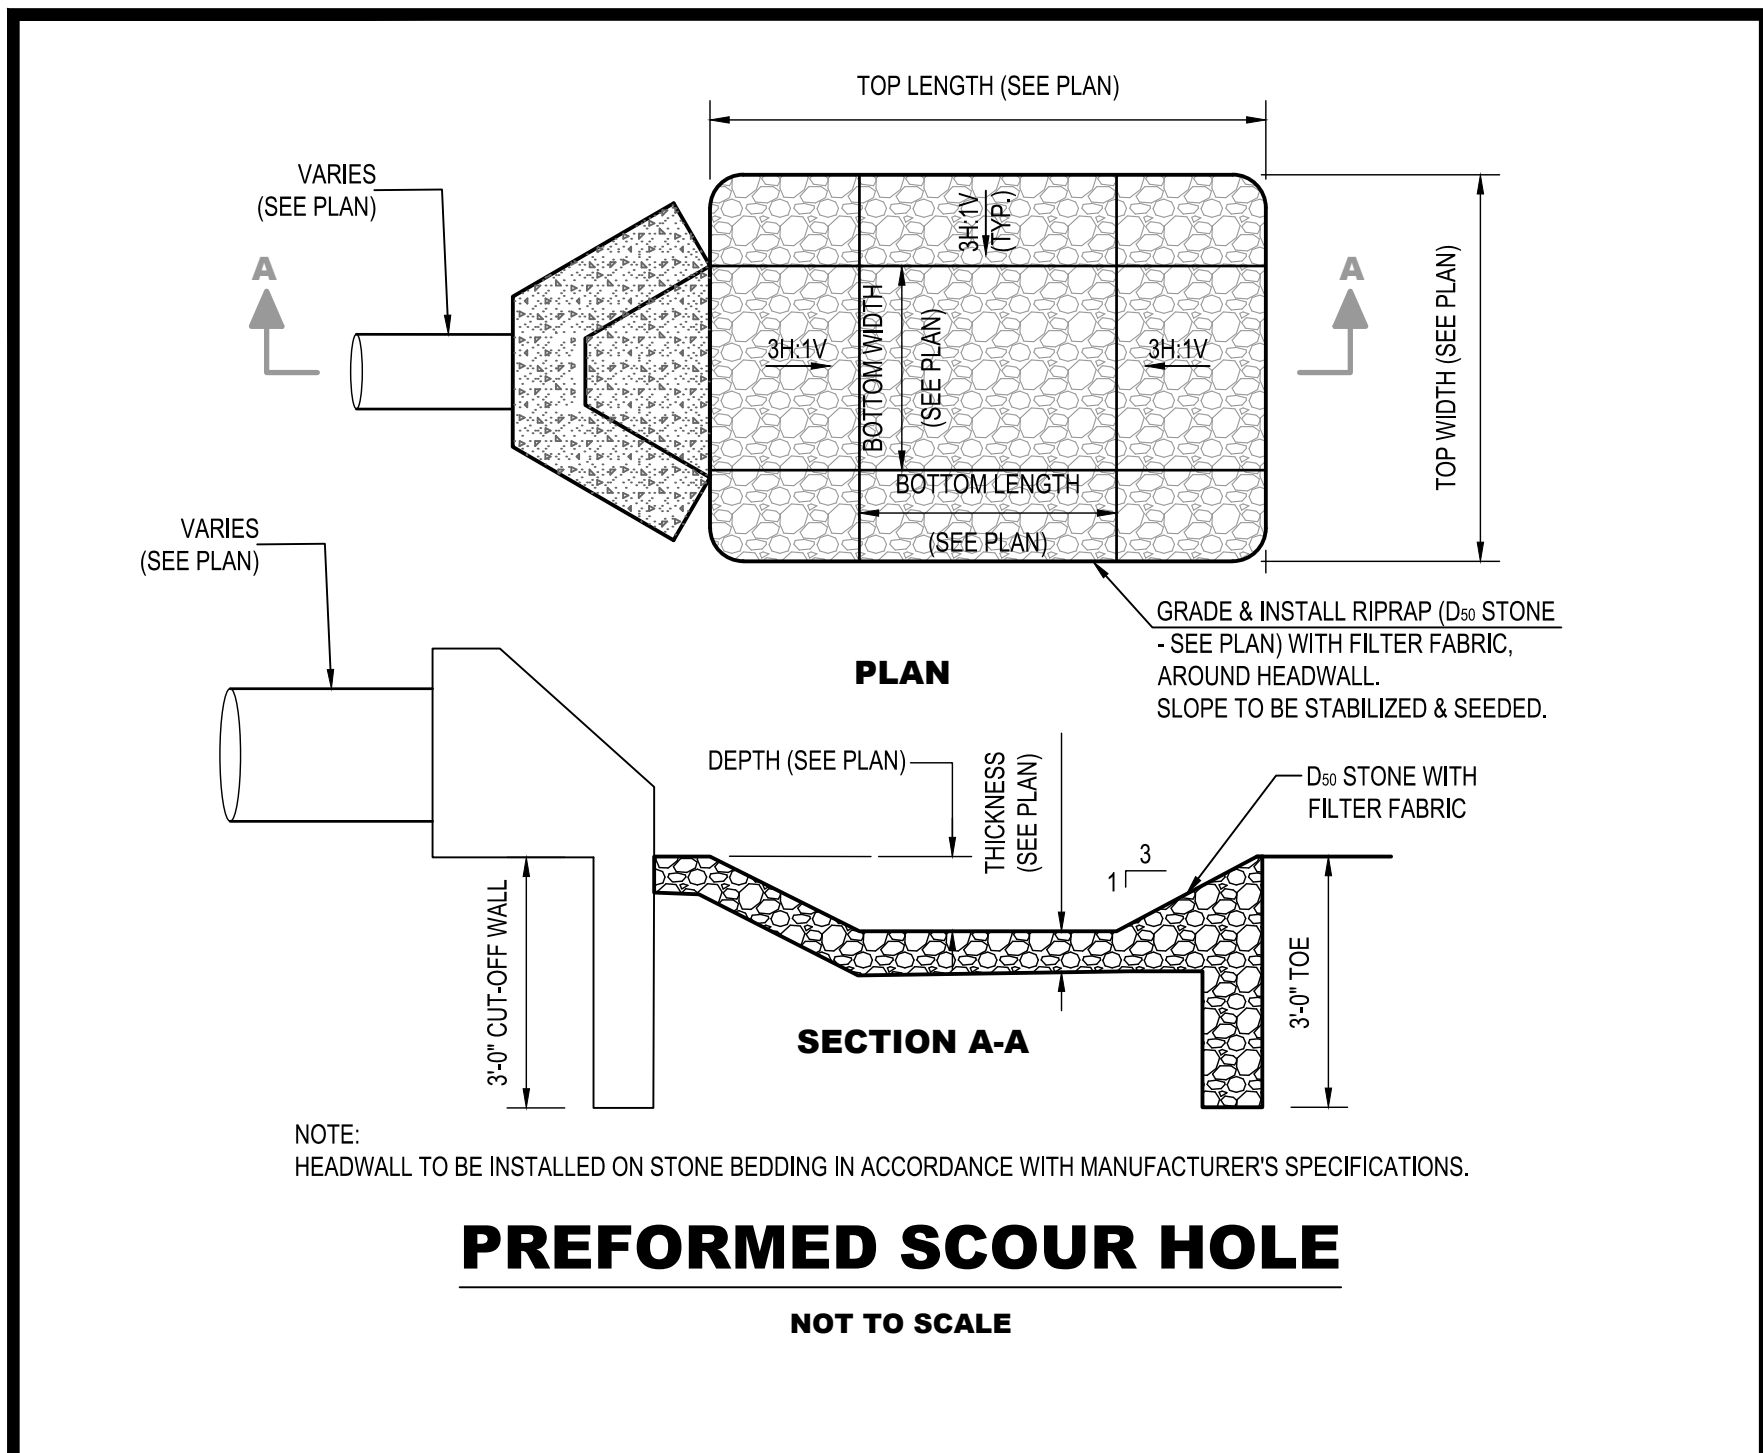 TOP LENGTH (SEE PLAN)
VARIES
(SEE PLAN)
A
A
3H:1V
(TYP.)
BOTTOM WIDTH
(SEE PLAN)
3H:1V
3H:1V
TOP WIDTH (SEE PLAN)
BOTTOM LENGTH
(SEE PLAN)
VARIES
(SEE PLAN)
GRADE & INSTALL RIPRAP (D50 STONE
- SEE PLAN) WITH FILTER FABRIC,
AROUND HEADWALL.
SLOPE TO BE STABILIZED & SEEDED.
PLAN
DEPTH (SEE PLAN)
THICKNESS
(SEE PLAN)
D50 STONE WITH
FILTER FABRIC
3
1
3'-0" CUT-OFF WALL
3'-0" TOE
SECTION A-A
NOTE:
HEADWALL TO BE INSTALLED ON STONE BEDDING IN ACCORDANCE WITH MANUFACTURER'S SPECIFICATIONS.
PREFORMED SCOUR HOLE
NOT TO SCALE